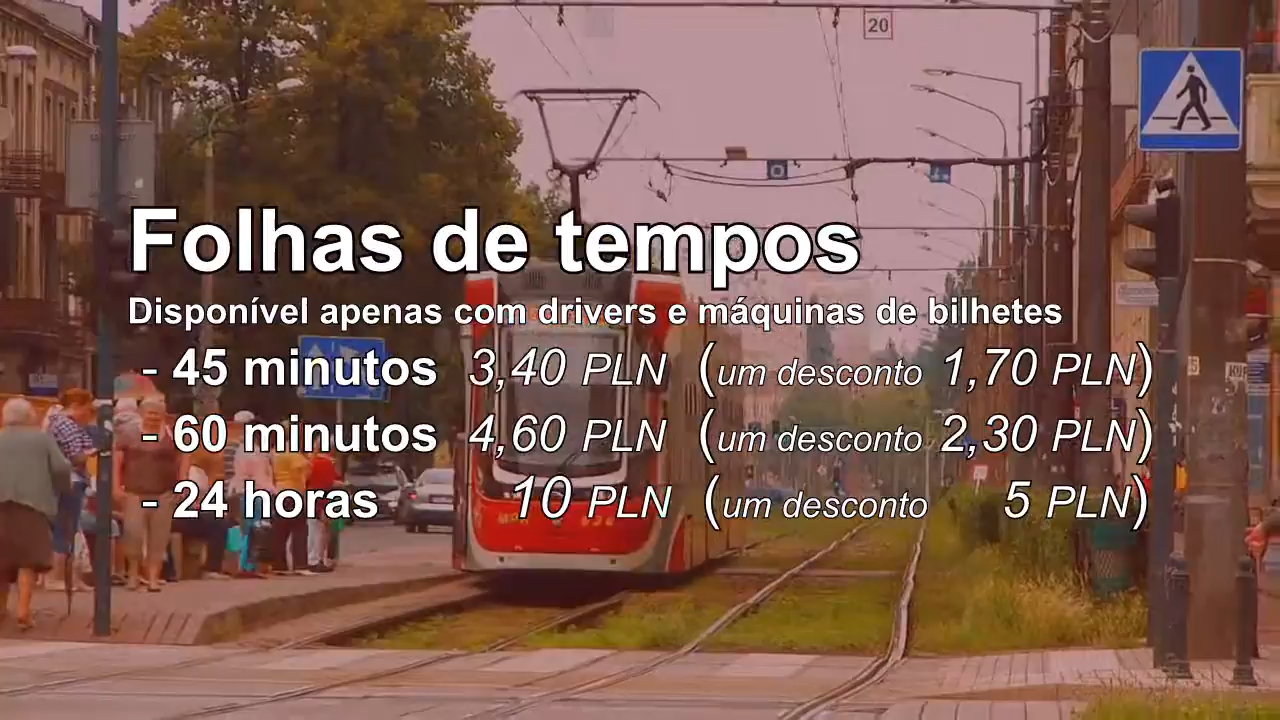 20
Folhas de tempos
Disponível apenas com drivers e máquinas de bilhetes
- 45 minutos 3,40 PLN (um desconto 1,70 PLN)
- 60 minutos 4,60 PLN (um desconto 2,30 PLN)
- 24 horas 10 PLN (um desconto 5 PLN)